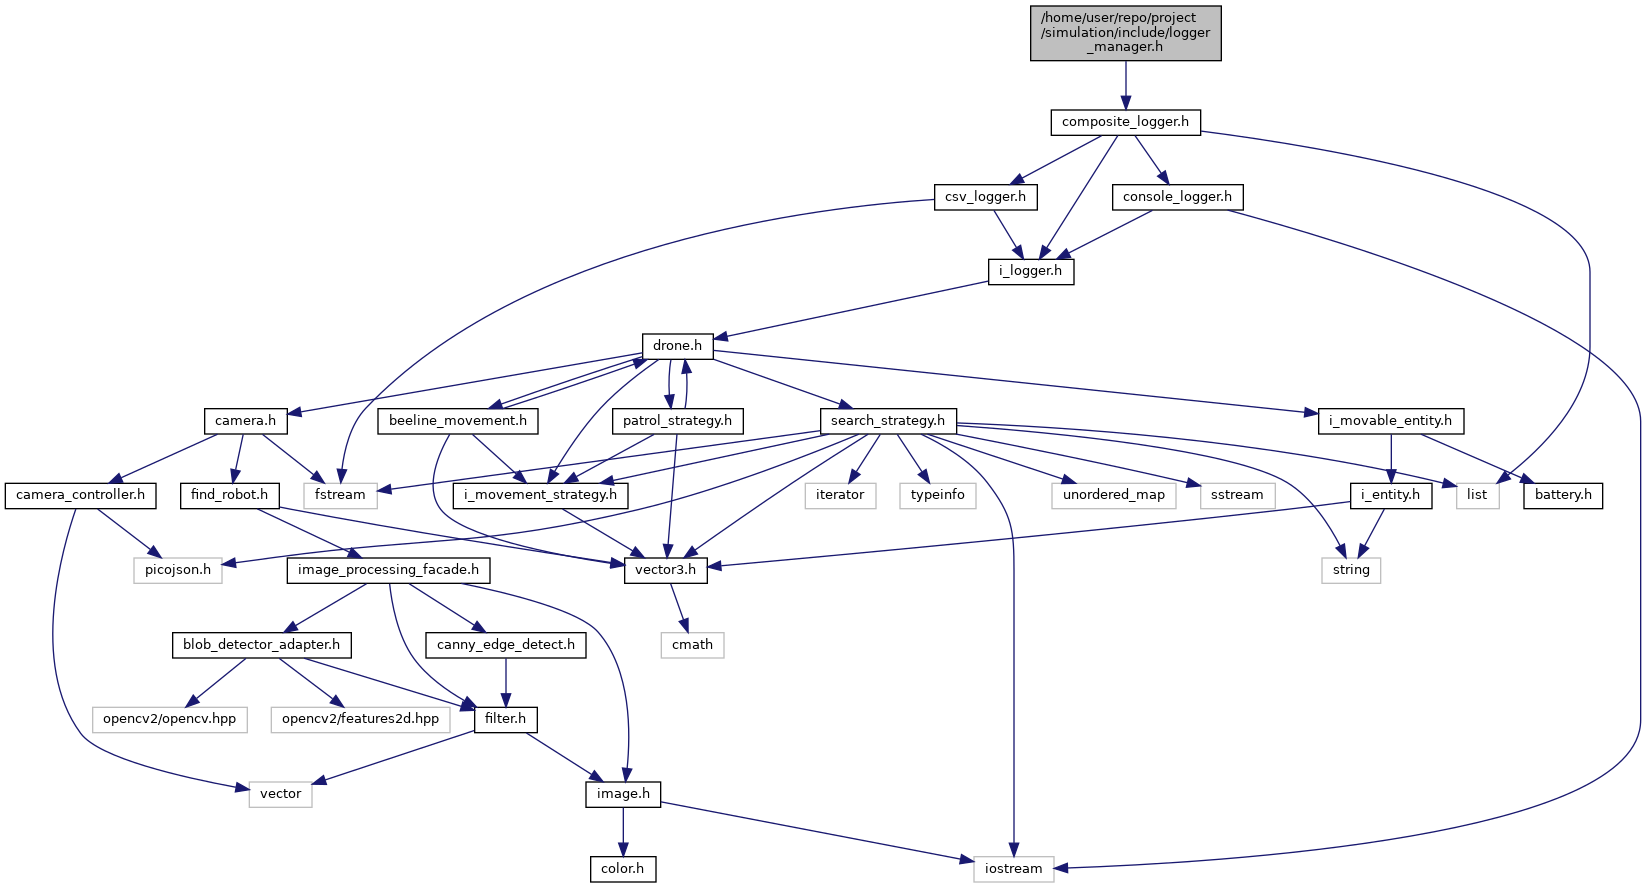 /home/user/repo/project
/simulation/include/logger
_manager.h
composite_logger.h
csv_logger.h
console_logger.h
i_logger.h
drone.h
camera.h
beeline_movement.h
patrol_strategy.h
search_strategy.h
i_movable_entity.h
camera_controller.h
find_robot.h
fstream
i_movement_strategy.h
iterator
typeinfo
unordered_map
sstream
i_entity.h
list
battery.h
picojson.h
image_processing_facade.h
vector3.h
string
blob_detector_adapter.h
canny_edge_detect.h
cmath
opencv2/opencv.hpp
opencv2/features2d.hpp
filter.h
vector
image.h
color.h
iostream